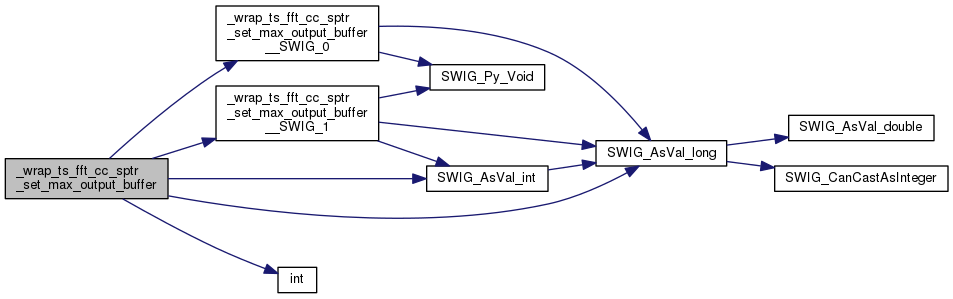 _wrap_ts_fft_cc_sptr
_set_max_output_buffer
__SWIG_0
SWIG_Py_Void
_wrap_ts_fft_cc_sptr
_set_max_output_buffer
__SWIG_1
SWIG_AsVal_double
SWIG_AsVal_long
_wrap_ts_fft_cc_sptr
_set_max_output_buffer
SWIG_AsVal_int
SWIG_CanCastAsInteger
int